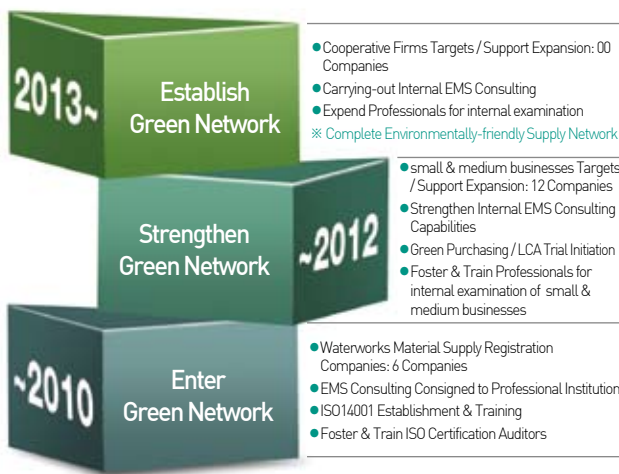 2013~
Establish
Green Network
● Cooperative Firms Targets / Support Expansion: 00
Companies
● Carrying-out Internal EMS Consulting
● Expend Professionals for internal examination
※ Complete Environmentally-friendly Supply Network
~2012
Strengthen
Green Network
● small & medium businesses Targets
/ Support Expansion: 12 Companies
● Strengthen Internal EMS Consulting
Capabilities
● Green Purchasing / LCA Trial Initiation
● Foster & Train Professionals for
internal examination of small &
medium businesses
~2010
Enter
Green Network
● Waterworks Material Supply Registration
Companies: 6 Companies
● EMS Consulting Consigned to Professional Institution
● ISO14001 Establishment & Training
● Foster & Train ISO Certification Auditors